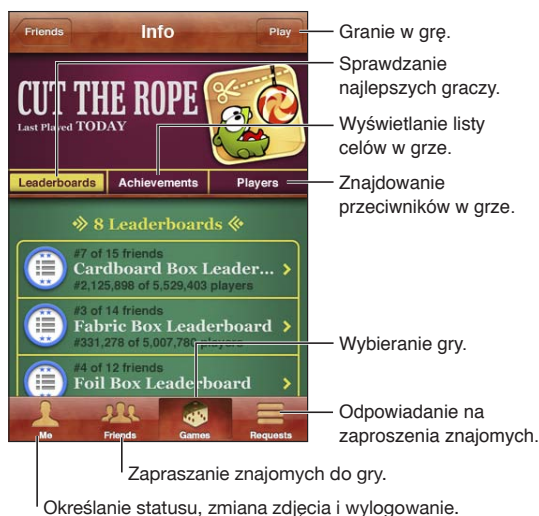 Friends
Info
Play
CUT THE ROPE
Last Played TODAY
Leaderboards
Achievements
Players
8 Leaderboards
#7 of 15 friends
Cardboard Box Leader...
#2,125,898 of 5,529,403 players
#3 of 14 friends
Fabric Box Leaderboard
#331,278 of 5,007,780 players
#4 of 12 friends
Foil Box Leaderboard
Me
Friends
Games
Requests
Granie w grę.
Sprawdzanie
najlepszych graczy.
Wyświetlanie listy
celów w grze.
Znajdowanie
przeciwników w grze.
Wybieranie gry.
Odpowiadanie na
zaproszenia znajomych.
Zapraszanie znajomych do gry.
Określanie statusu, zmiana zdjęcia i wylogowanie.